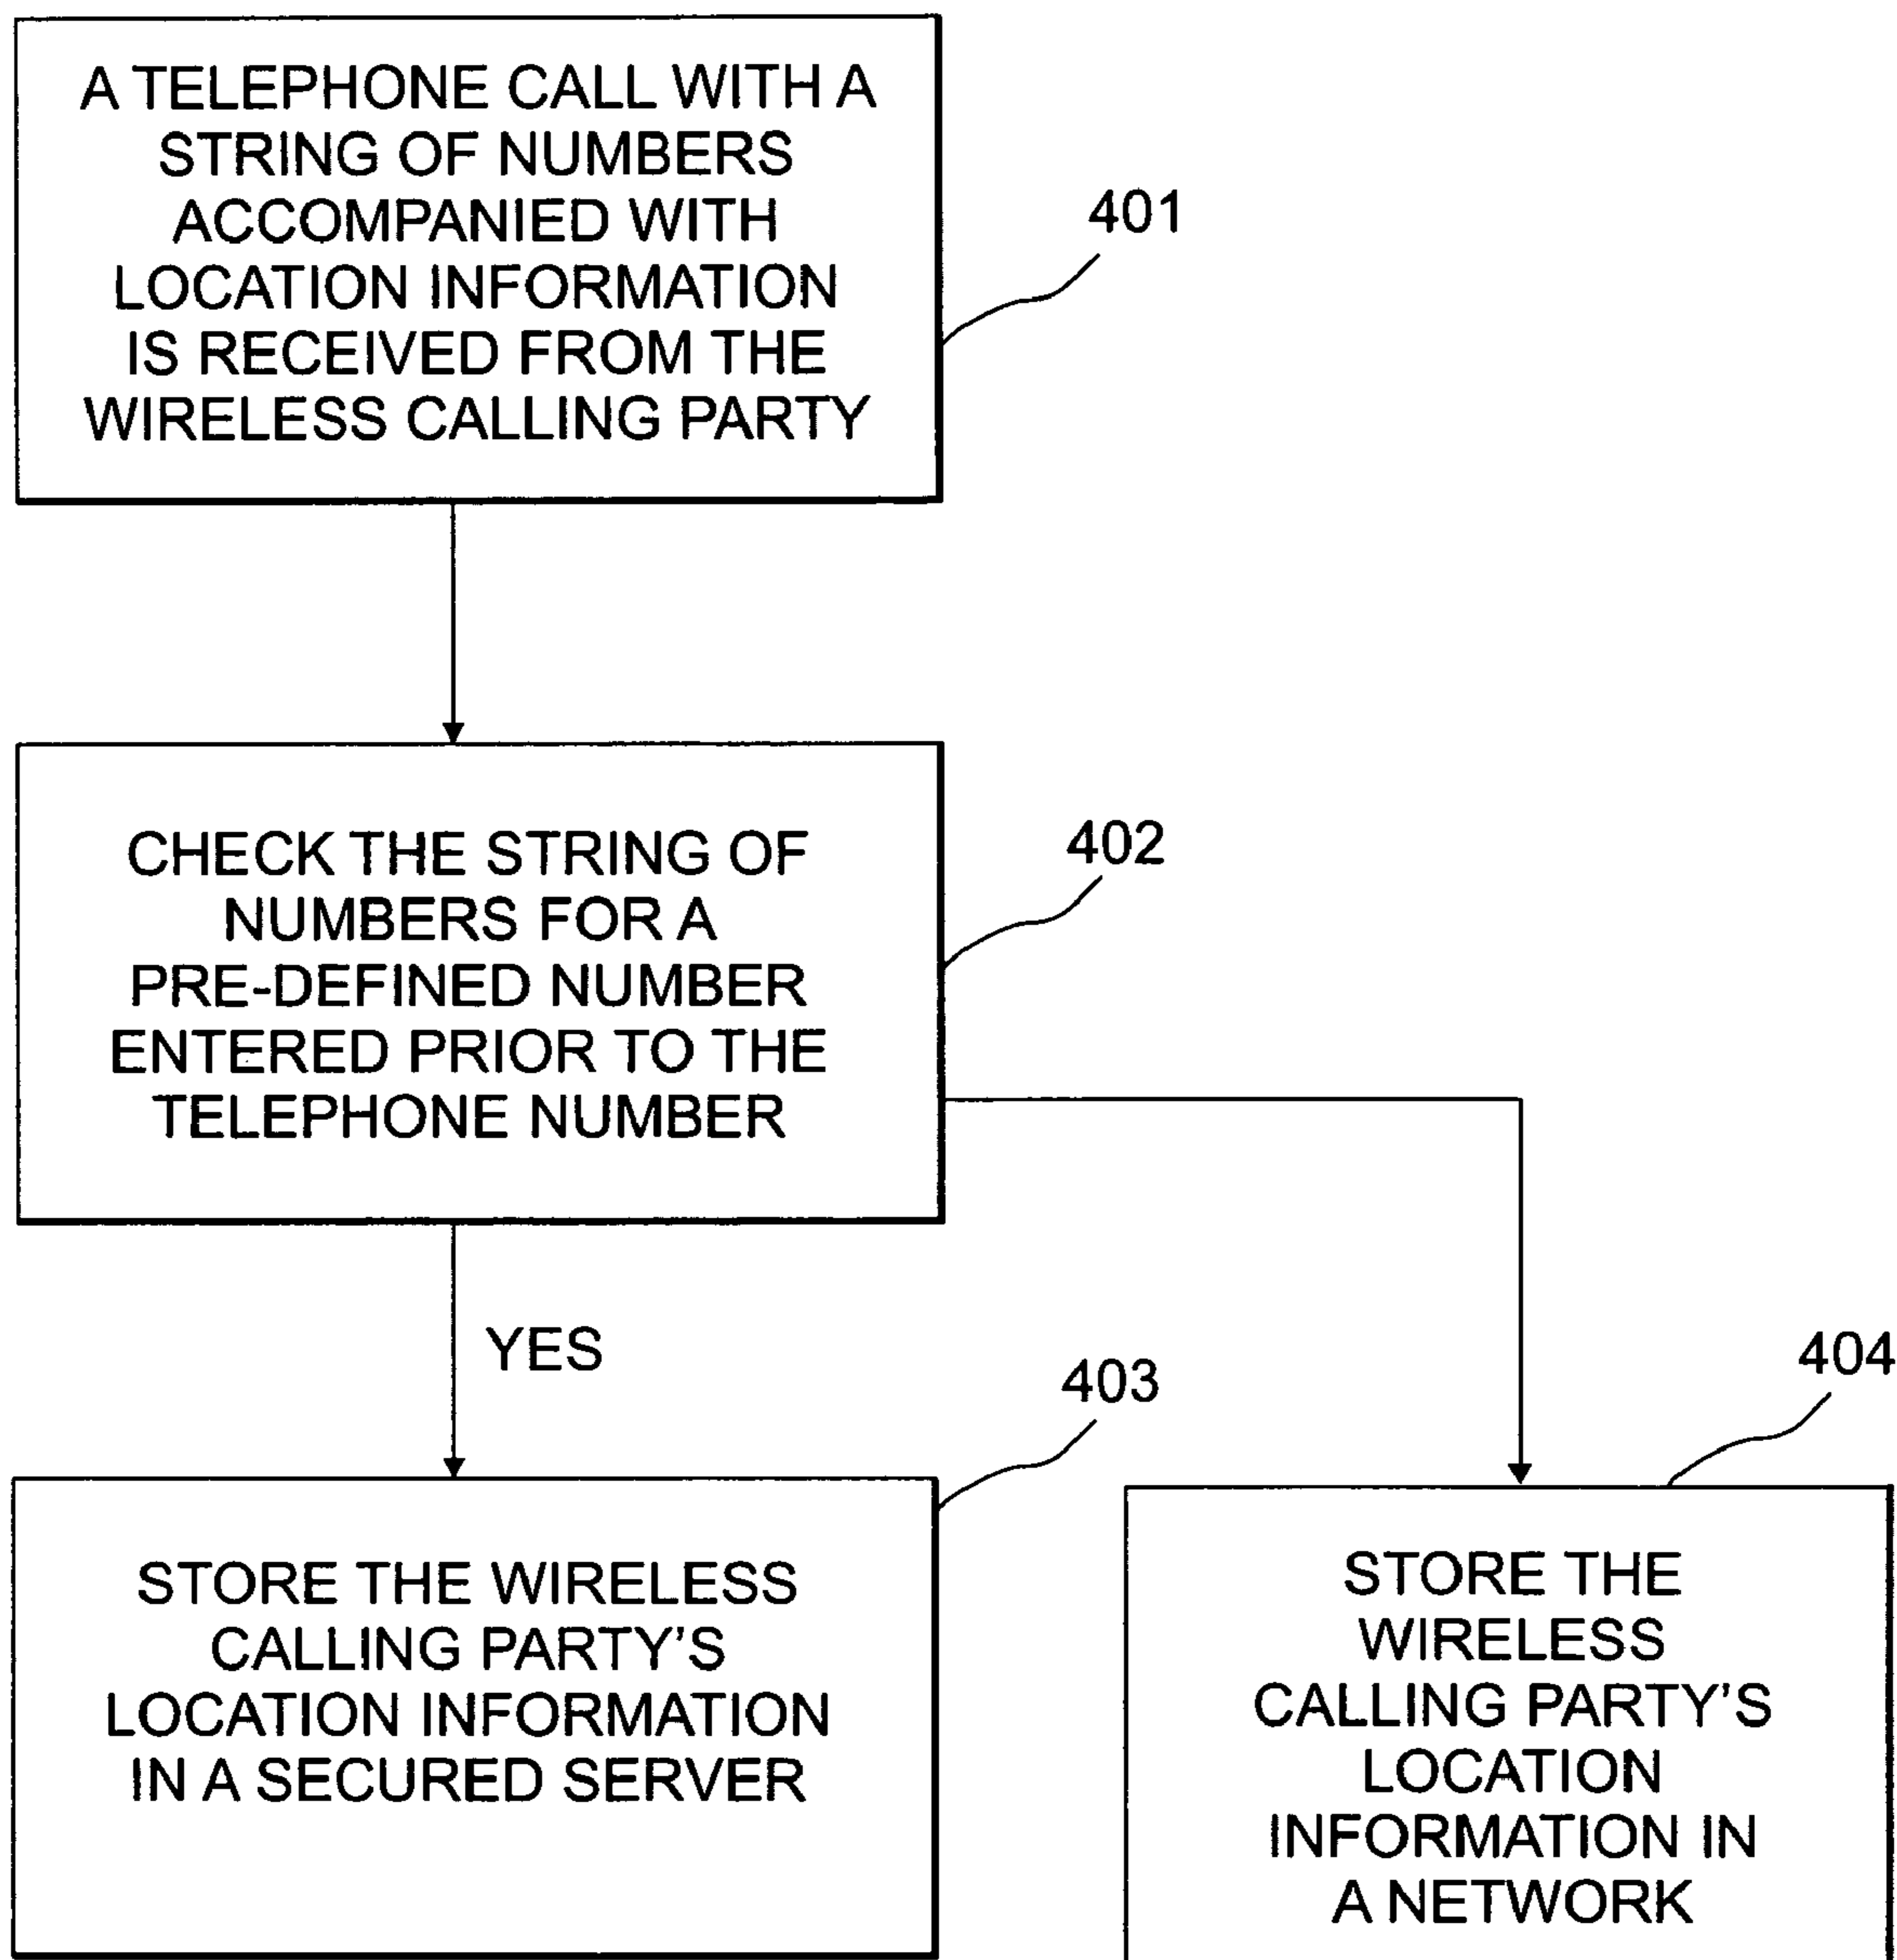 A TELEPHONE CALL WITH A
STRING OF NUMBERS
ACCOMPANIED WITH
LOCATION INFORMATION
IS RECEIVED FROM THE
WIRELESS CALLING PARTY
401
CHECK THE STRING OF
NUMBERS FOR A
PRE-DEFINED NUMBER
ENTERED PRIOR TO THE
TELEPHONE NUMBER
402
YES
403
STORE THE WIRELESS
CALLING PARTY'S
LOCATION INFORMATION
IN A SECURED SERVER
404
STORE THE
WIRELESS
CALLING PARTY'S
LOCATION
INFORMATION IN
A NETWORK